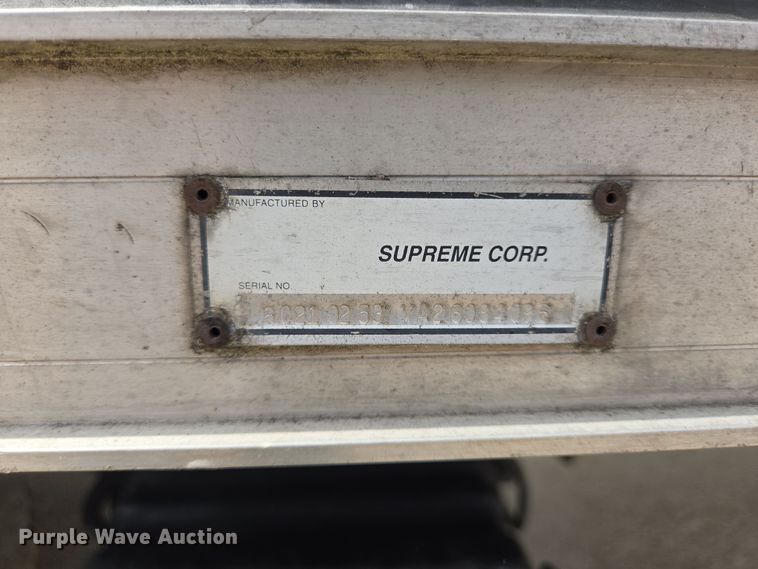 MANUFACTURED BY
SUPREME CORP.
SERIAL NO.
Purple Wave Auction